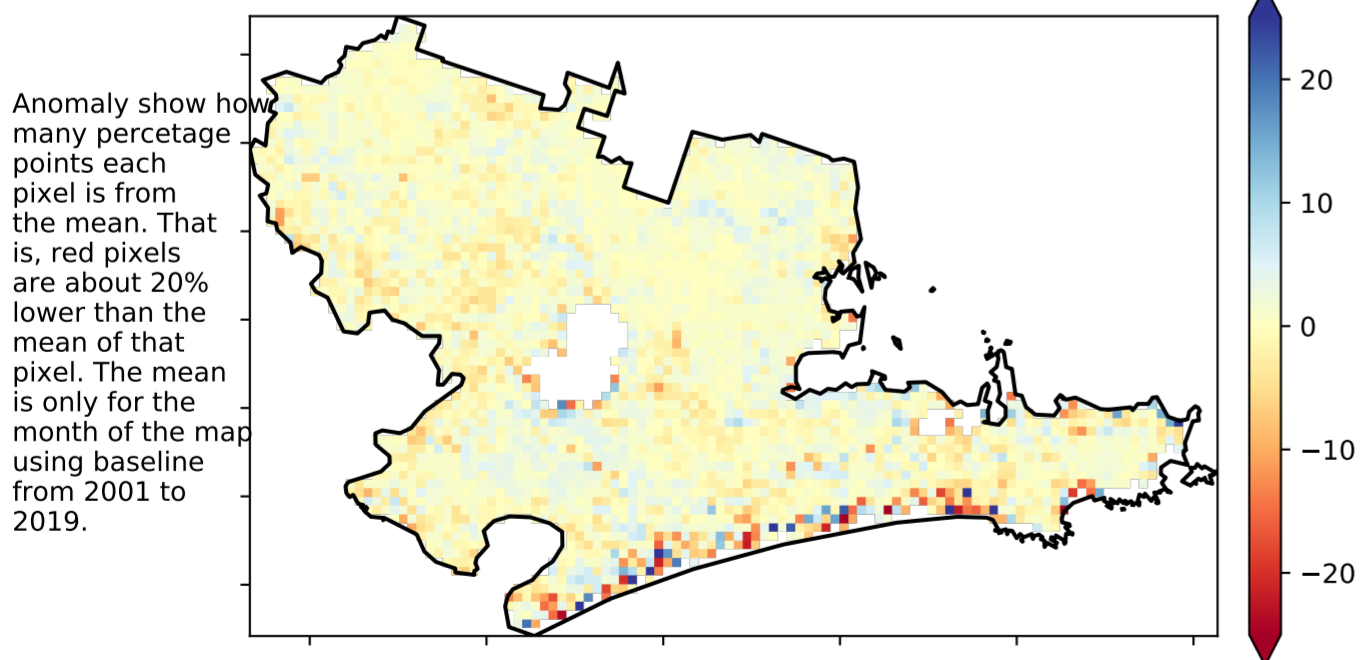 Anomaly show how
many percetage
points each
pixel is from
the mean. That
is, red pixels
are about 20%
lower than the
mean of that
pixel. The mean
is only for the
month of the map
using baseline
from 2001 to
2019.
20
10
0
−10
−20